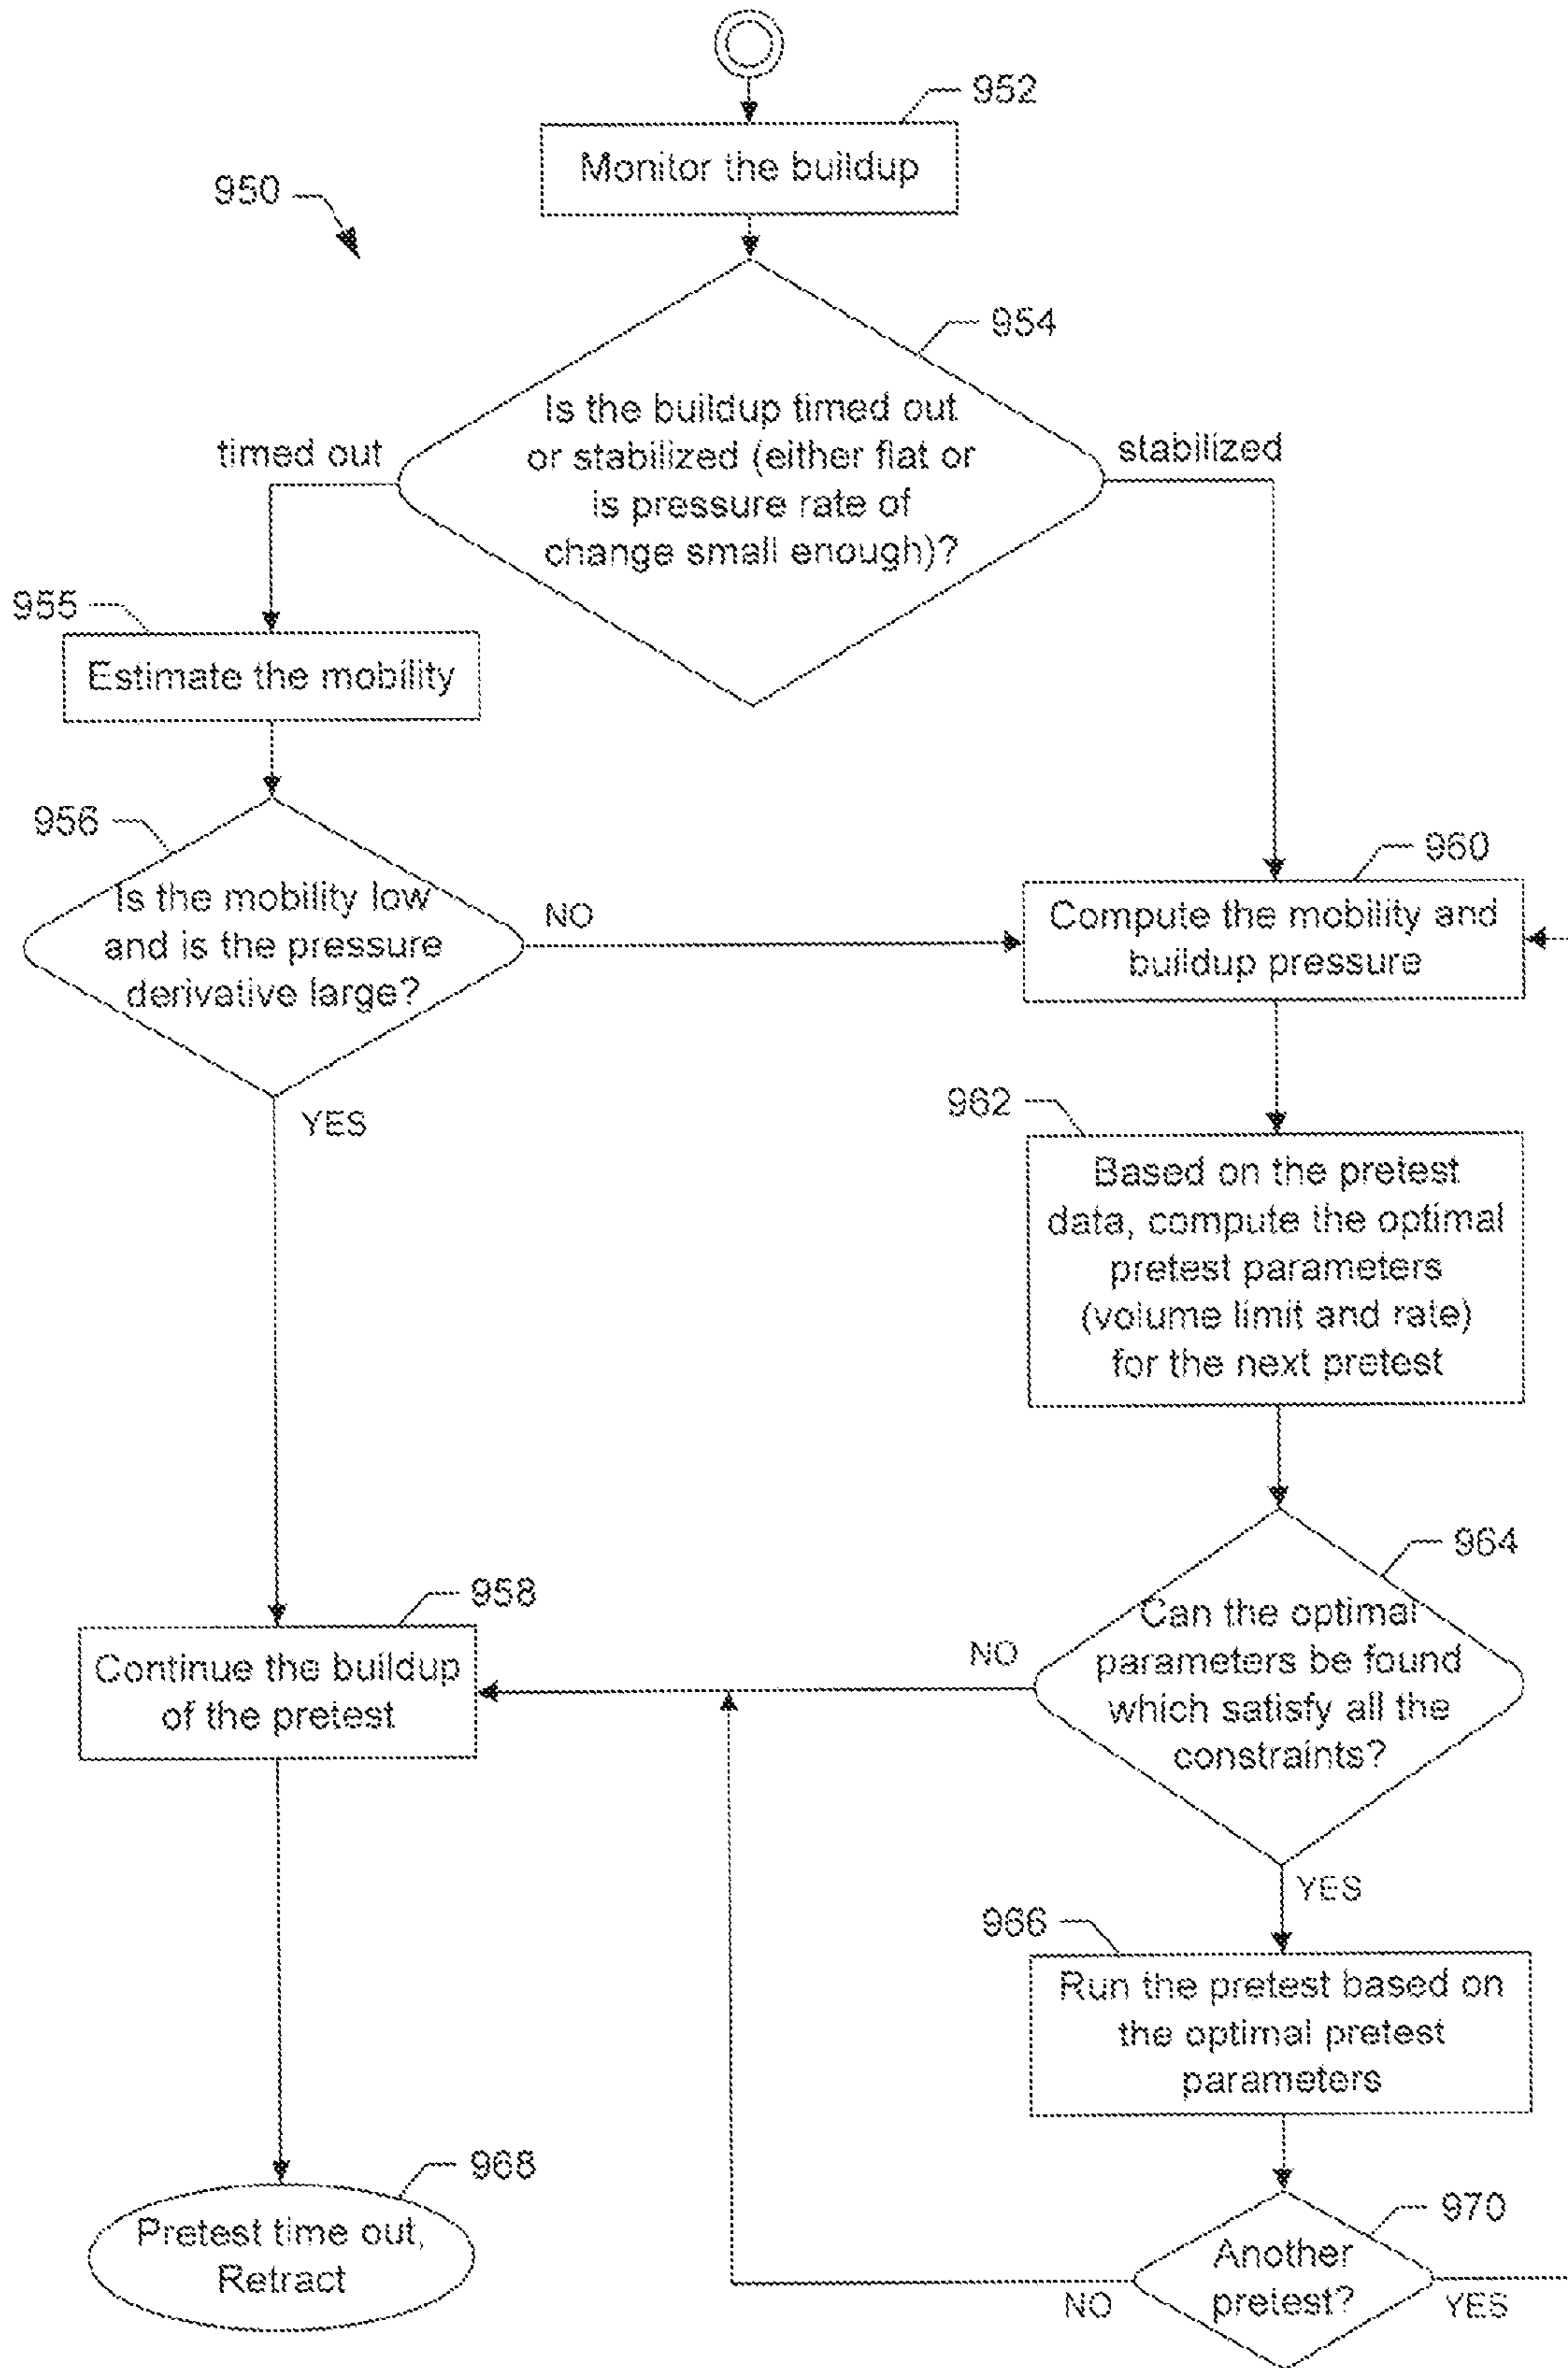 952
Monitor the buildup
950
954
Is the buildup timed out
or stabilized (either flat or
is pressure rate of
change small enough)?
timed out
stabilized
955
Estimate the mobility
956
Is the mobility low
and is the pressure
derivative large?
NO
YES
960
Compute the mobility and
buildup pressure
962
Based on the pretest
data, compute the optimal
pretest parameters
(volume limit and rate)
for the next pretest
964
Can the optimal
parameters be found
which satisfy all the
constraints?
NO
YES
958
Continue the buildup
of the pretest
966
Run the pretest based on
the optimal pretest
parameters
968
Pretest time out,
Retract
970
Another
pretest?
NO
YES